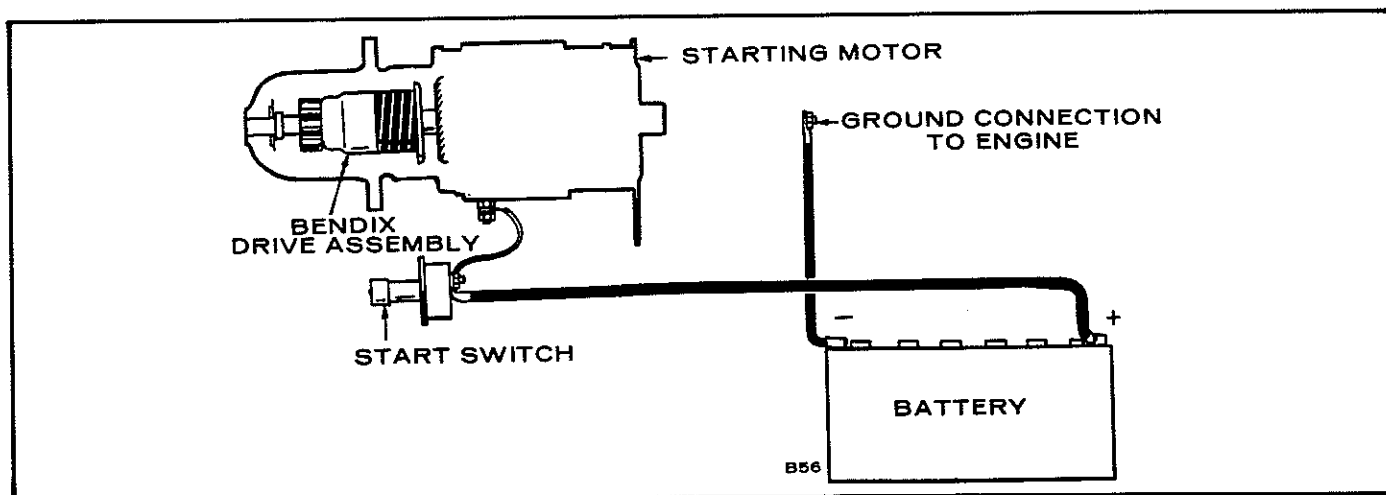 STARTING MOTOR
GROUND CONNECTION
TO ENGINE
BENDIX
DRIVE ASSEMBLY
START SWITCH
- +
BATTERY
B56